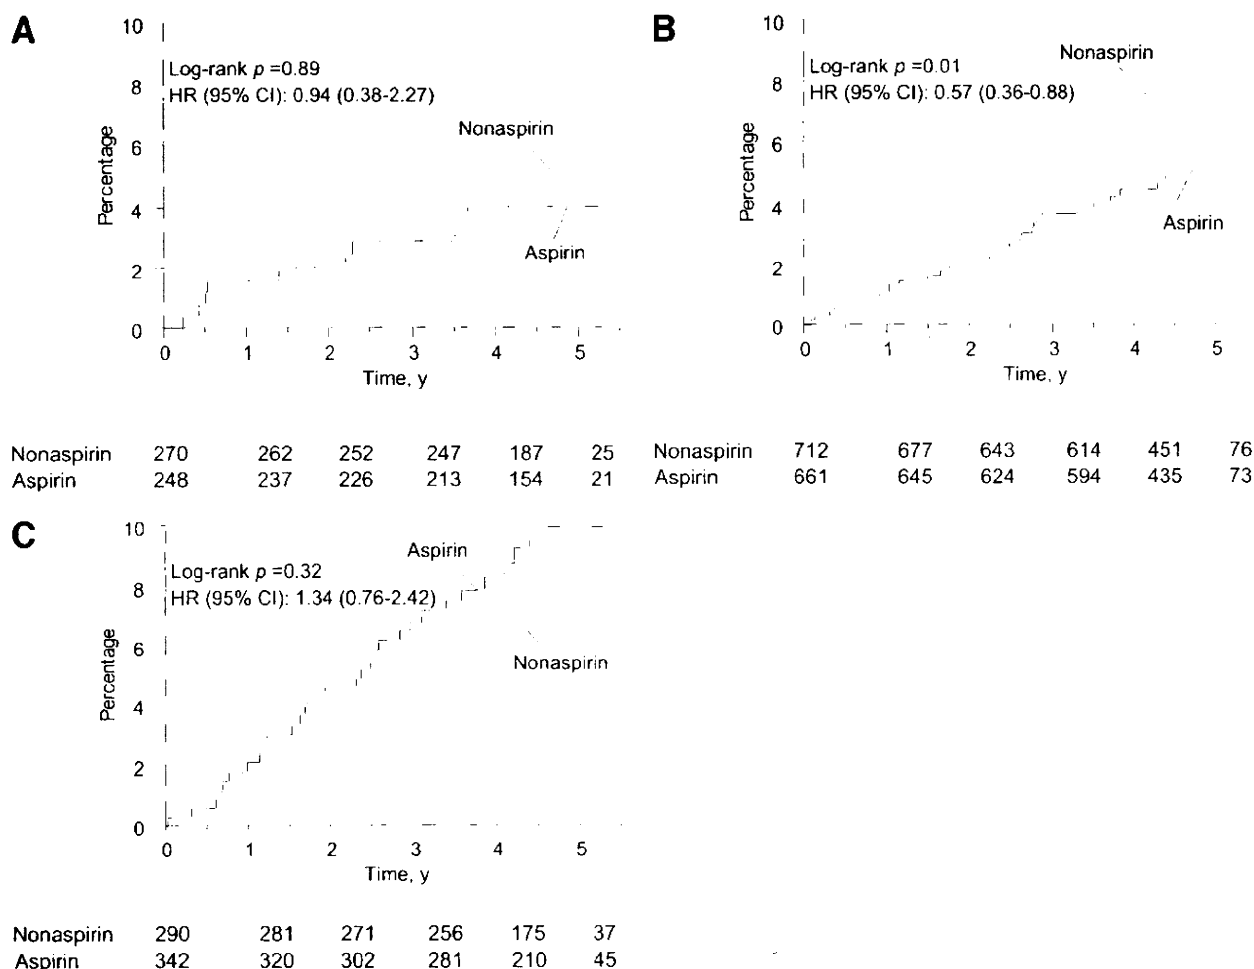 A
10
Log-rank p =0.89
8
HR (95% CI): 0.94 (0.38-2.27)
Nonaspirin
6
Percentage
4
Aspirin
2
0
0 1 2 3 4 5
Time, y
Nonaspirin 270 262 252 247 187 25
Aspirin 248 237 226 213 154 21
B
10
Nonaspirin
Log-rank p =0.01
8
HR (95% CI): 0.57 (0.36-0.88)
6
Percentage
4
Aspirin
2
0
0 1 2 3 4 5
Time, y
Nonaspirin 712 677 643 614 451 76
Aspirin 661 645 624 594 435 73
C
10
Aspirin
Log-rank p =0.32
8
HR (95% CI): 1.34 (0.76-2.42)
6
Nonaspirin
Percentage
4
2
0
0 1 2 3 4 5
Time, y
Nonaspirin 290 281 271 256 175 37
Aspirin 342 320 302 281 210 45